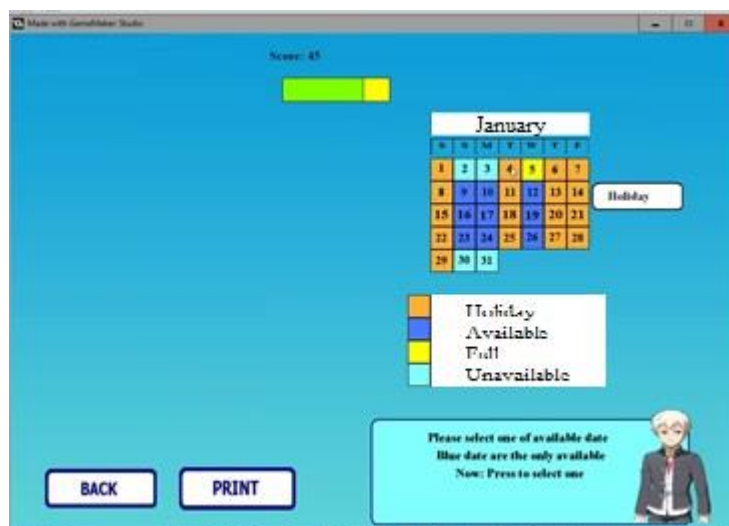 Made with GameMaker Studio
Score: 45
January
S S M T W T F
1 2 3 4 5 6 7
8 9 10 11 12 13 14
Holiday
15 16 17 18 19 20 21
22 23 24 25 26 27 28
29 30 31
Holiday
Available
Full
Unavailable
Please select one of available date
Blue date are the only available
Now: Press to select one
BACK
PRINT